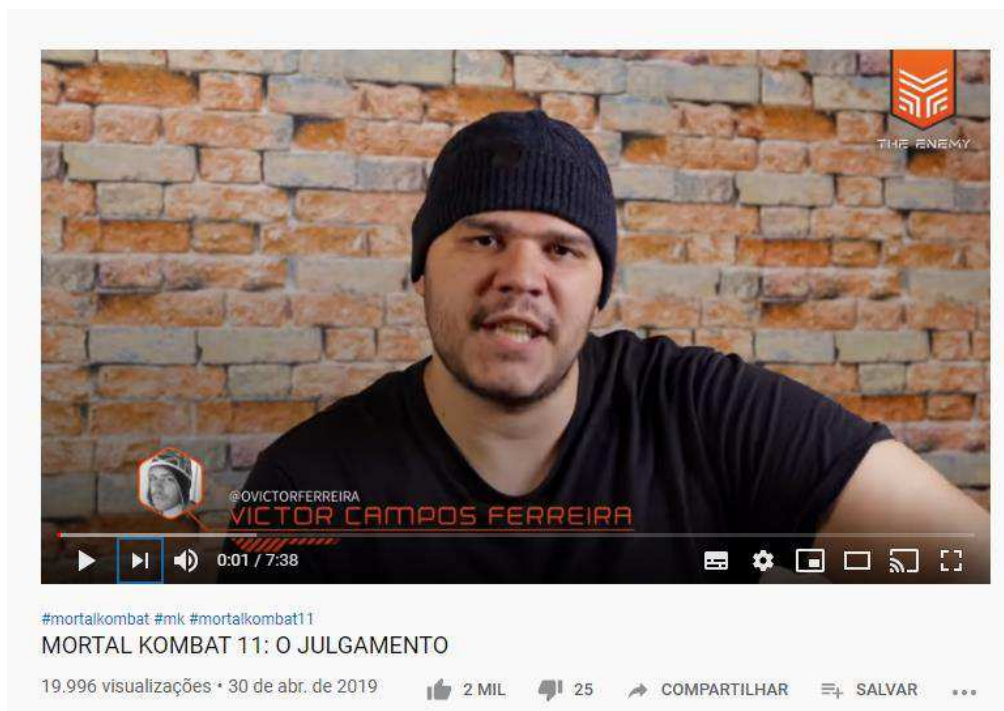 THE ENEMY
@OVICTORFERREIRA
VICTOR CAMPOS FERREIRA
0:01 / 7:38
#mortalkombat #mk #mortalkombat11
MORTAL KOMBAT 11: O JULGAMENTO
19.996 visualizações • 30 de abr. de 2019 2 MIL 25 COMPARTILHAR SALVAR